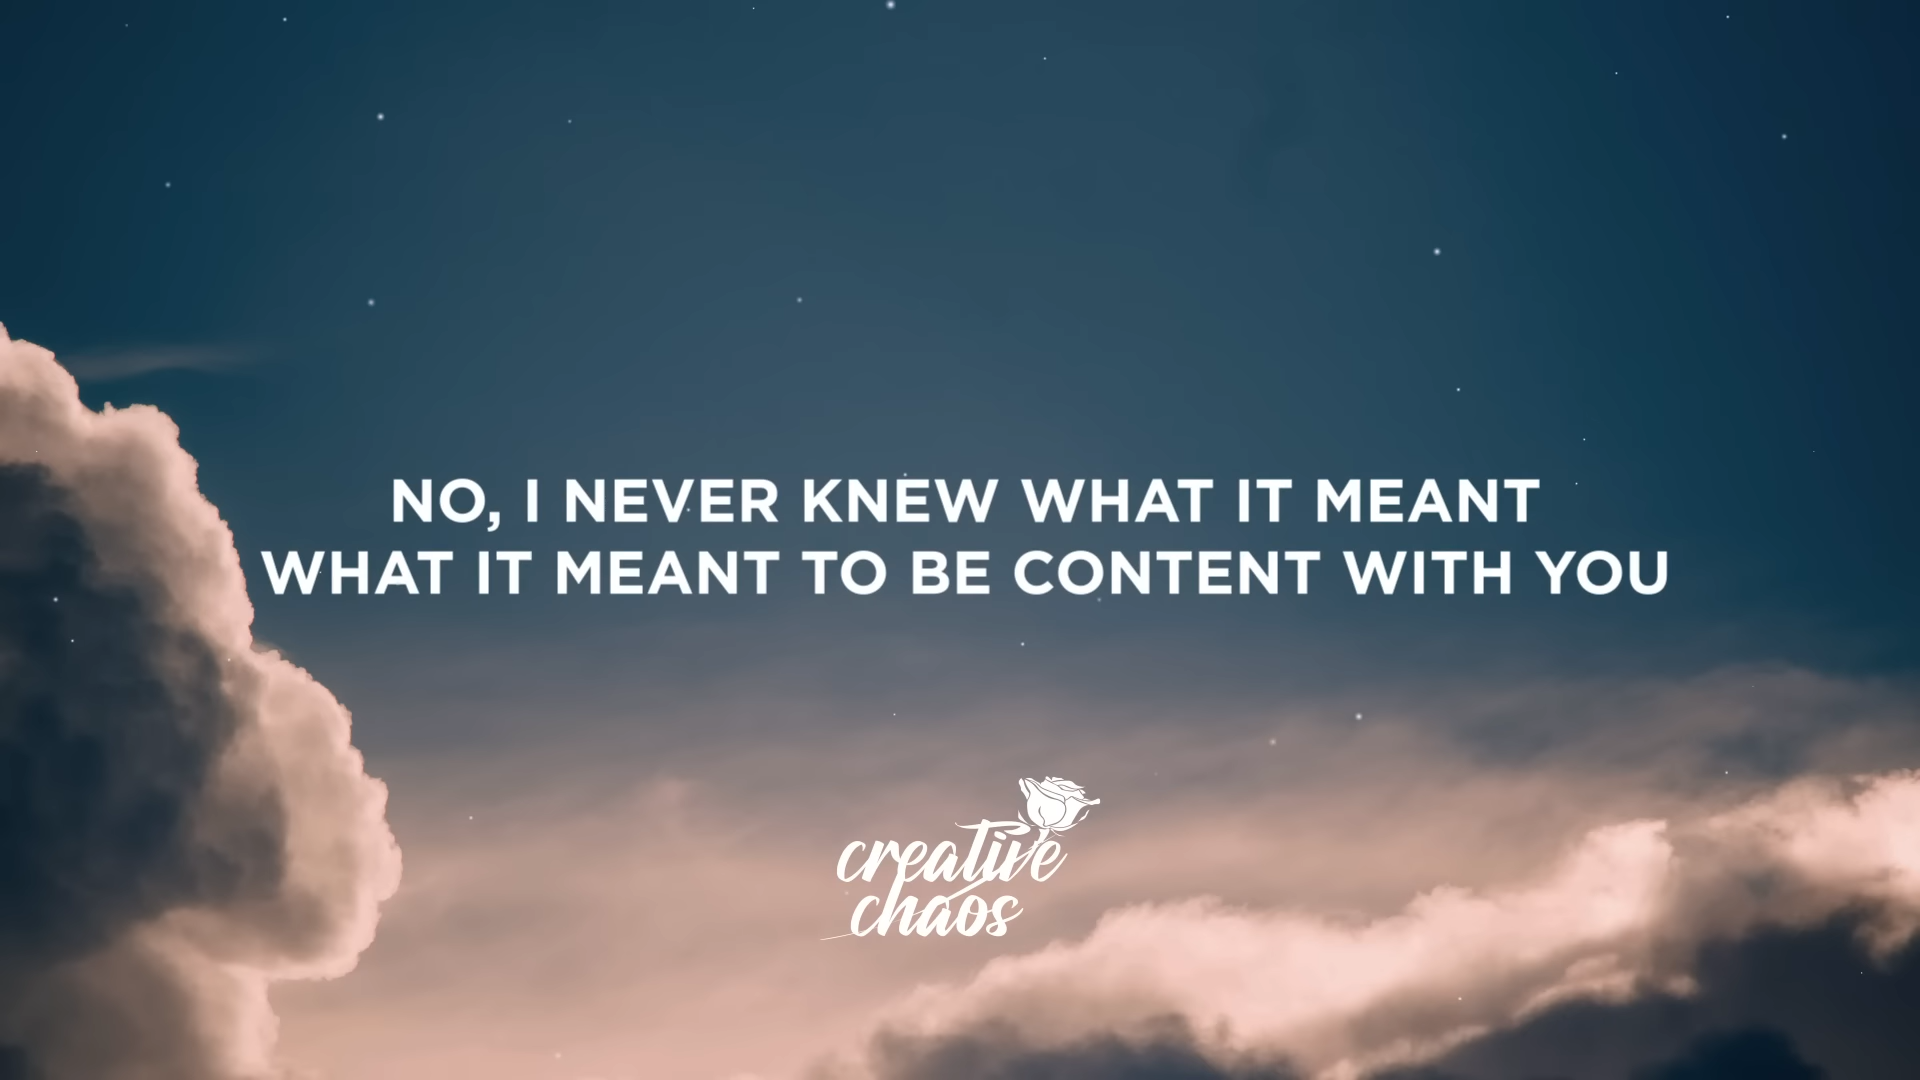 NO, I NEVER KNEW WHAT IT MEANT
WHAT IT MEANT TO BE CONTENT WITH YOU
creative
chaos